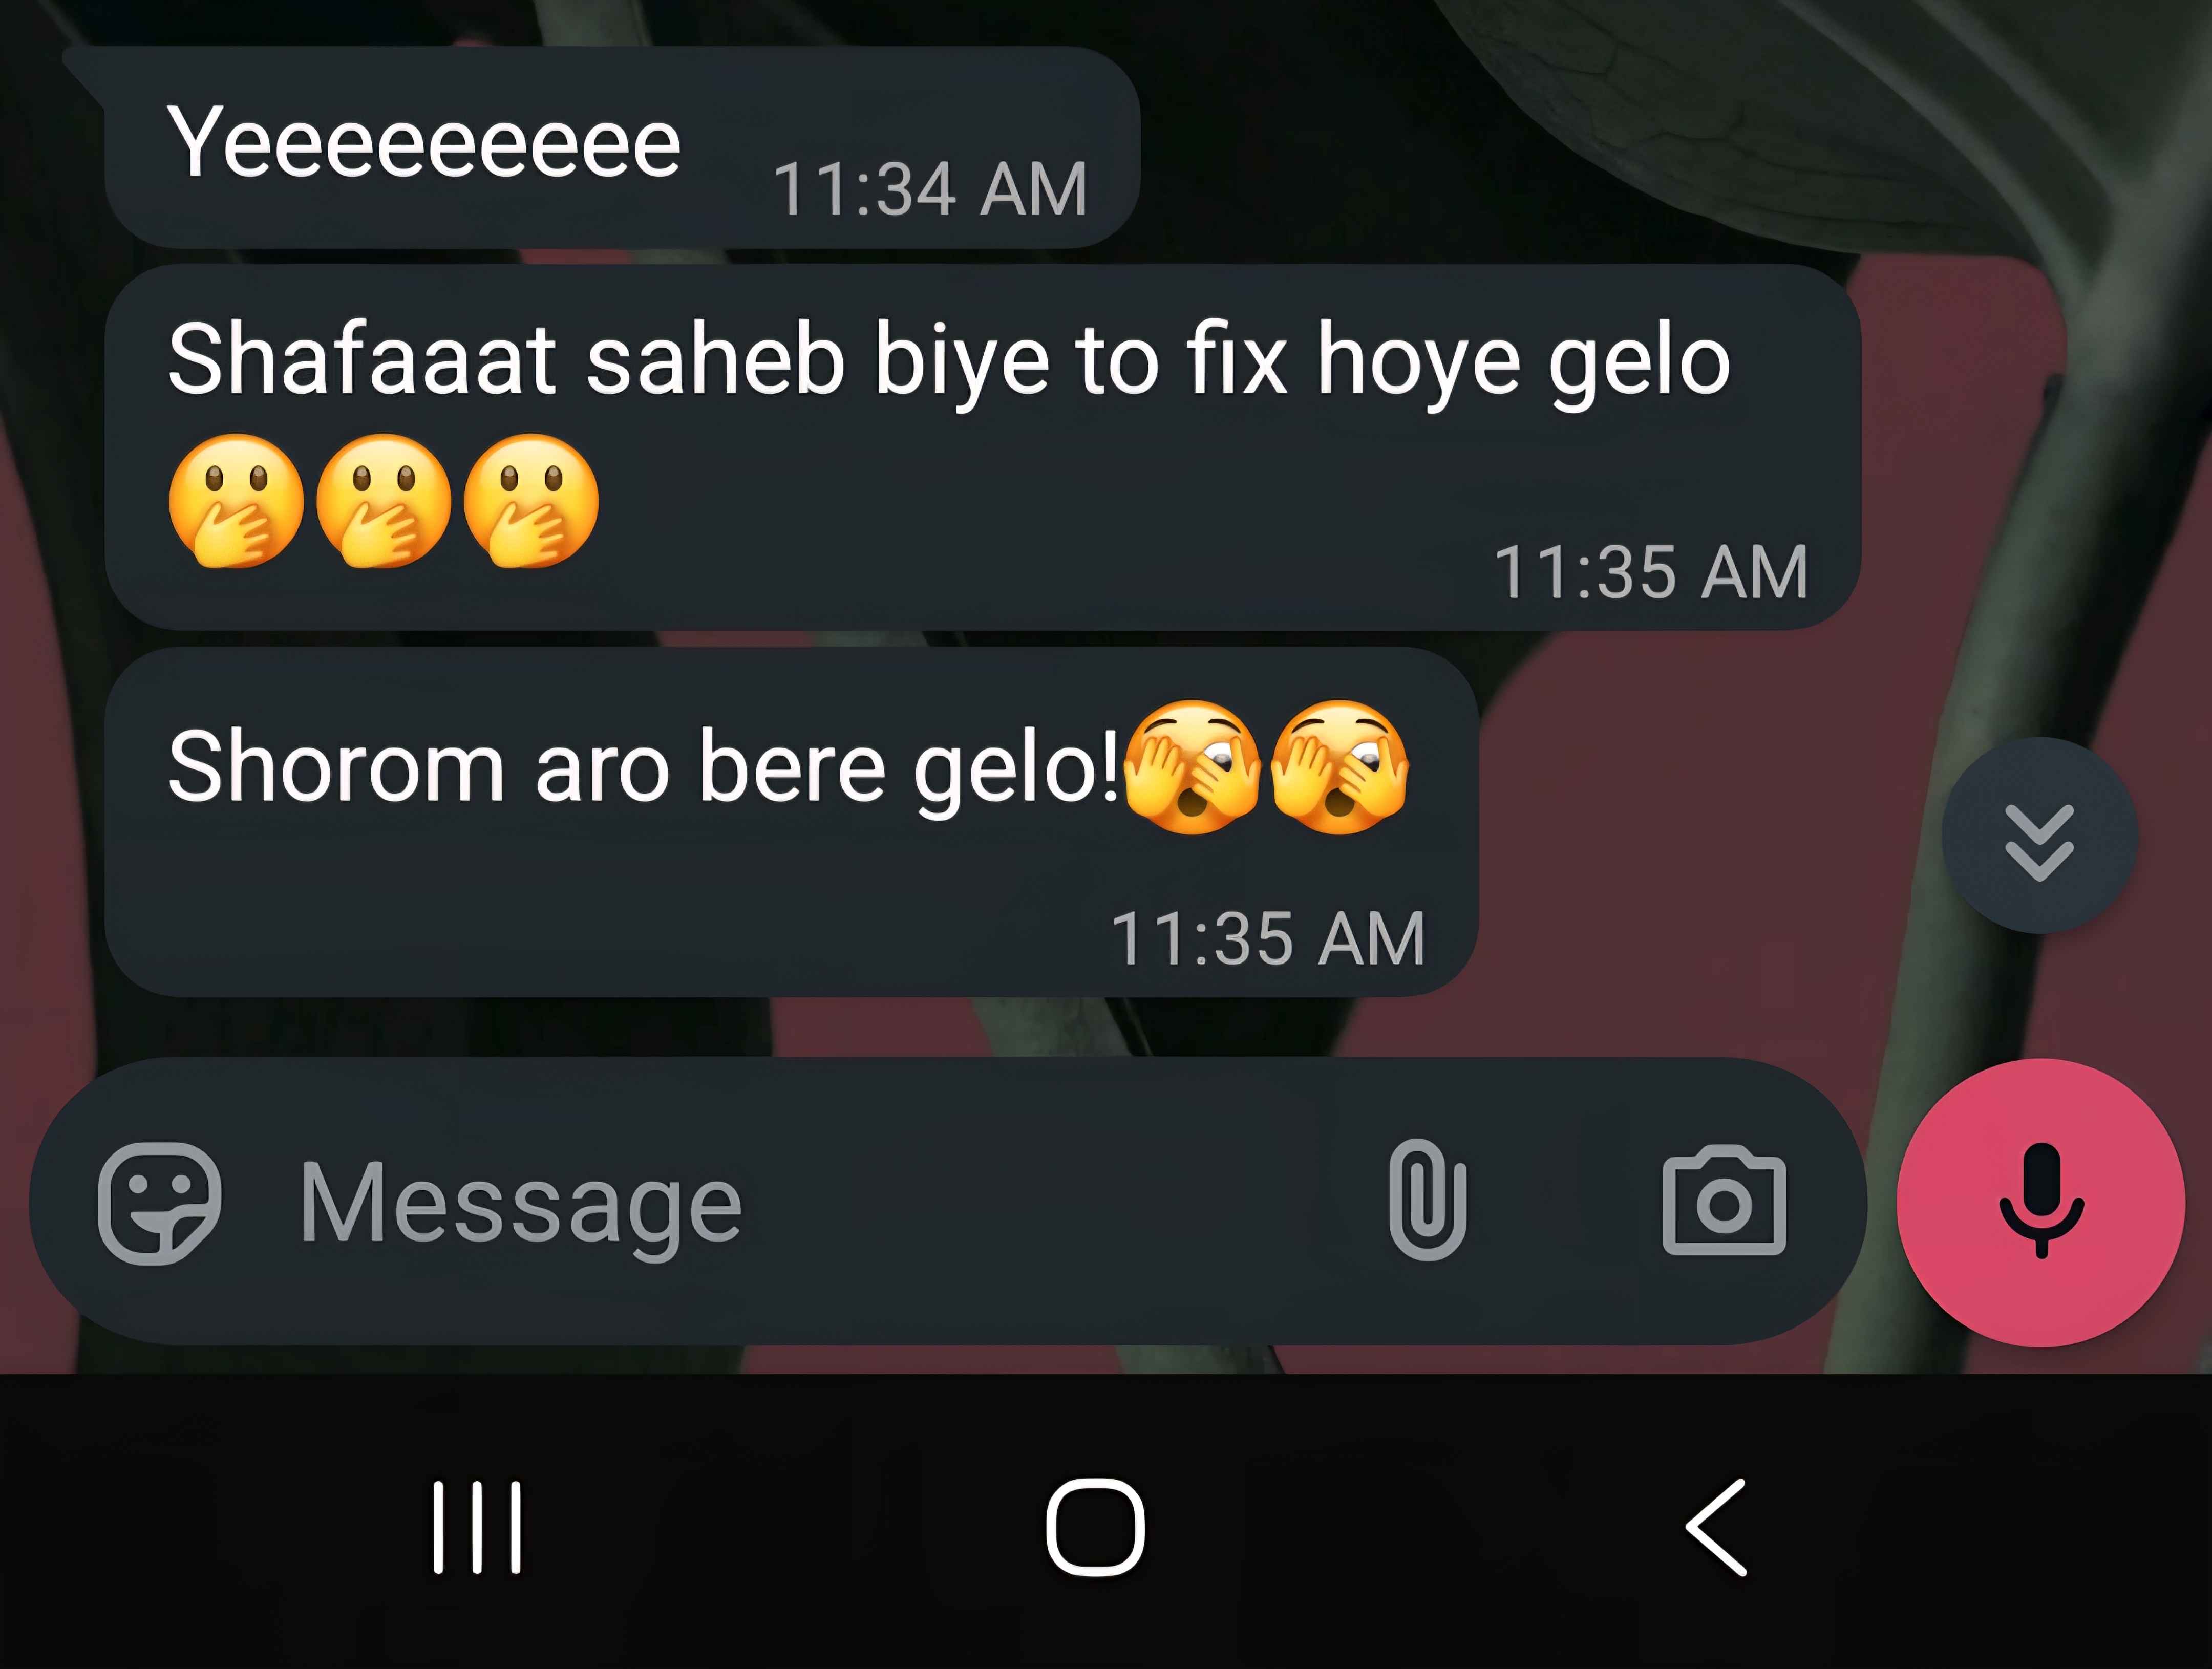 Yeeeeeeeee
11:34 AM
Shafaaat saheb biye to fix hoye gelo
🫢🫢🫢
11:35 AM
Shorom aro bere gelo!🫣🫣
11:35 AM
Message